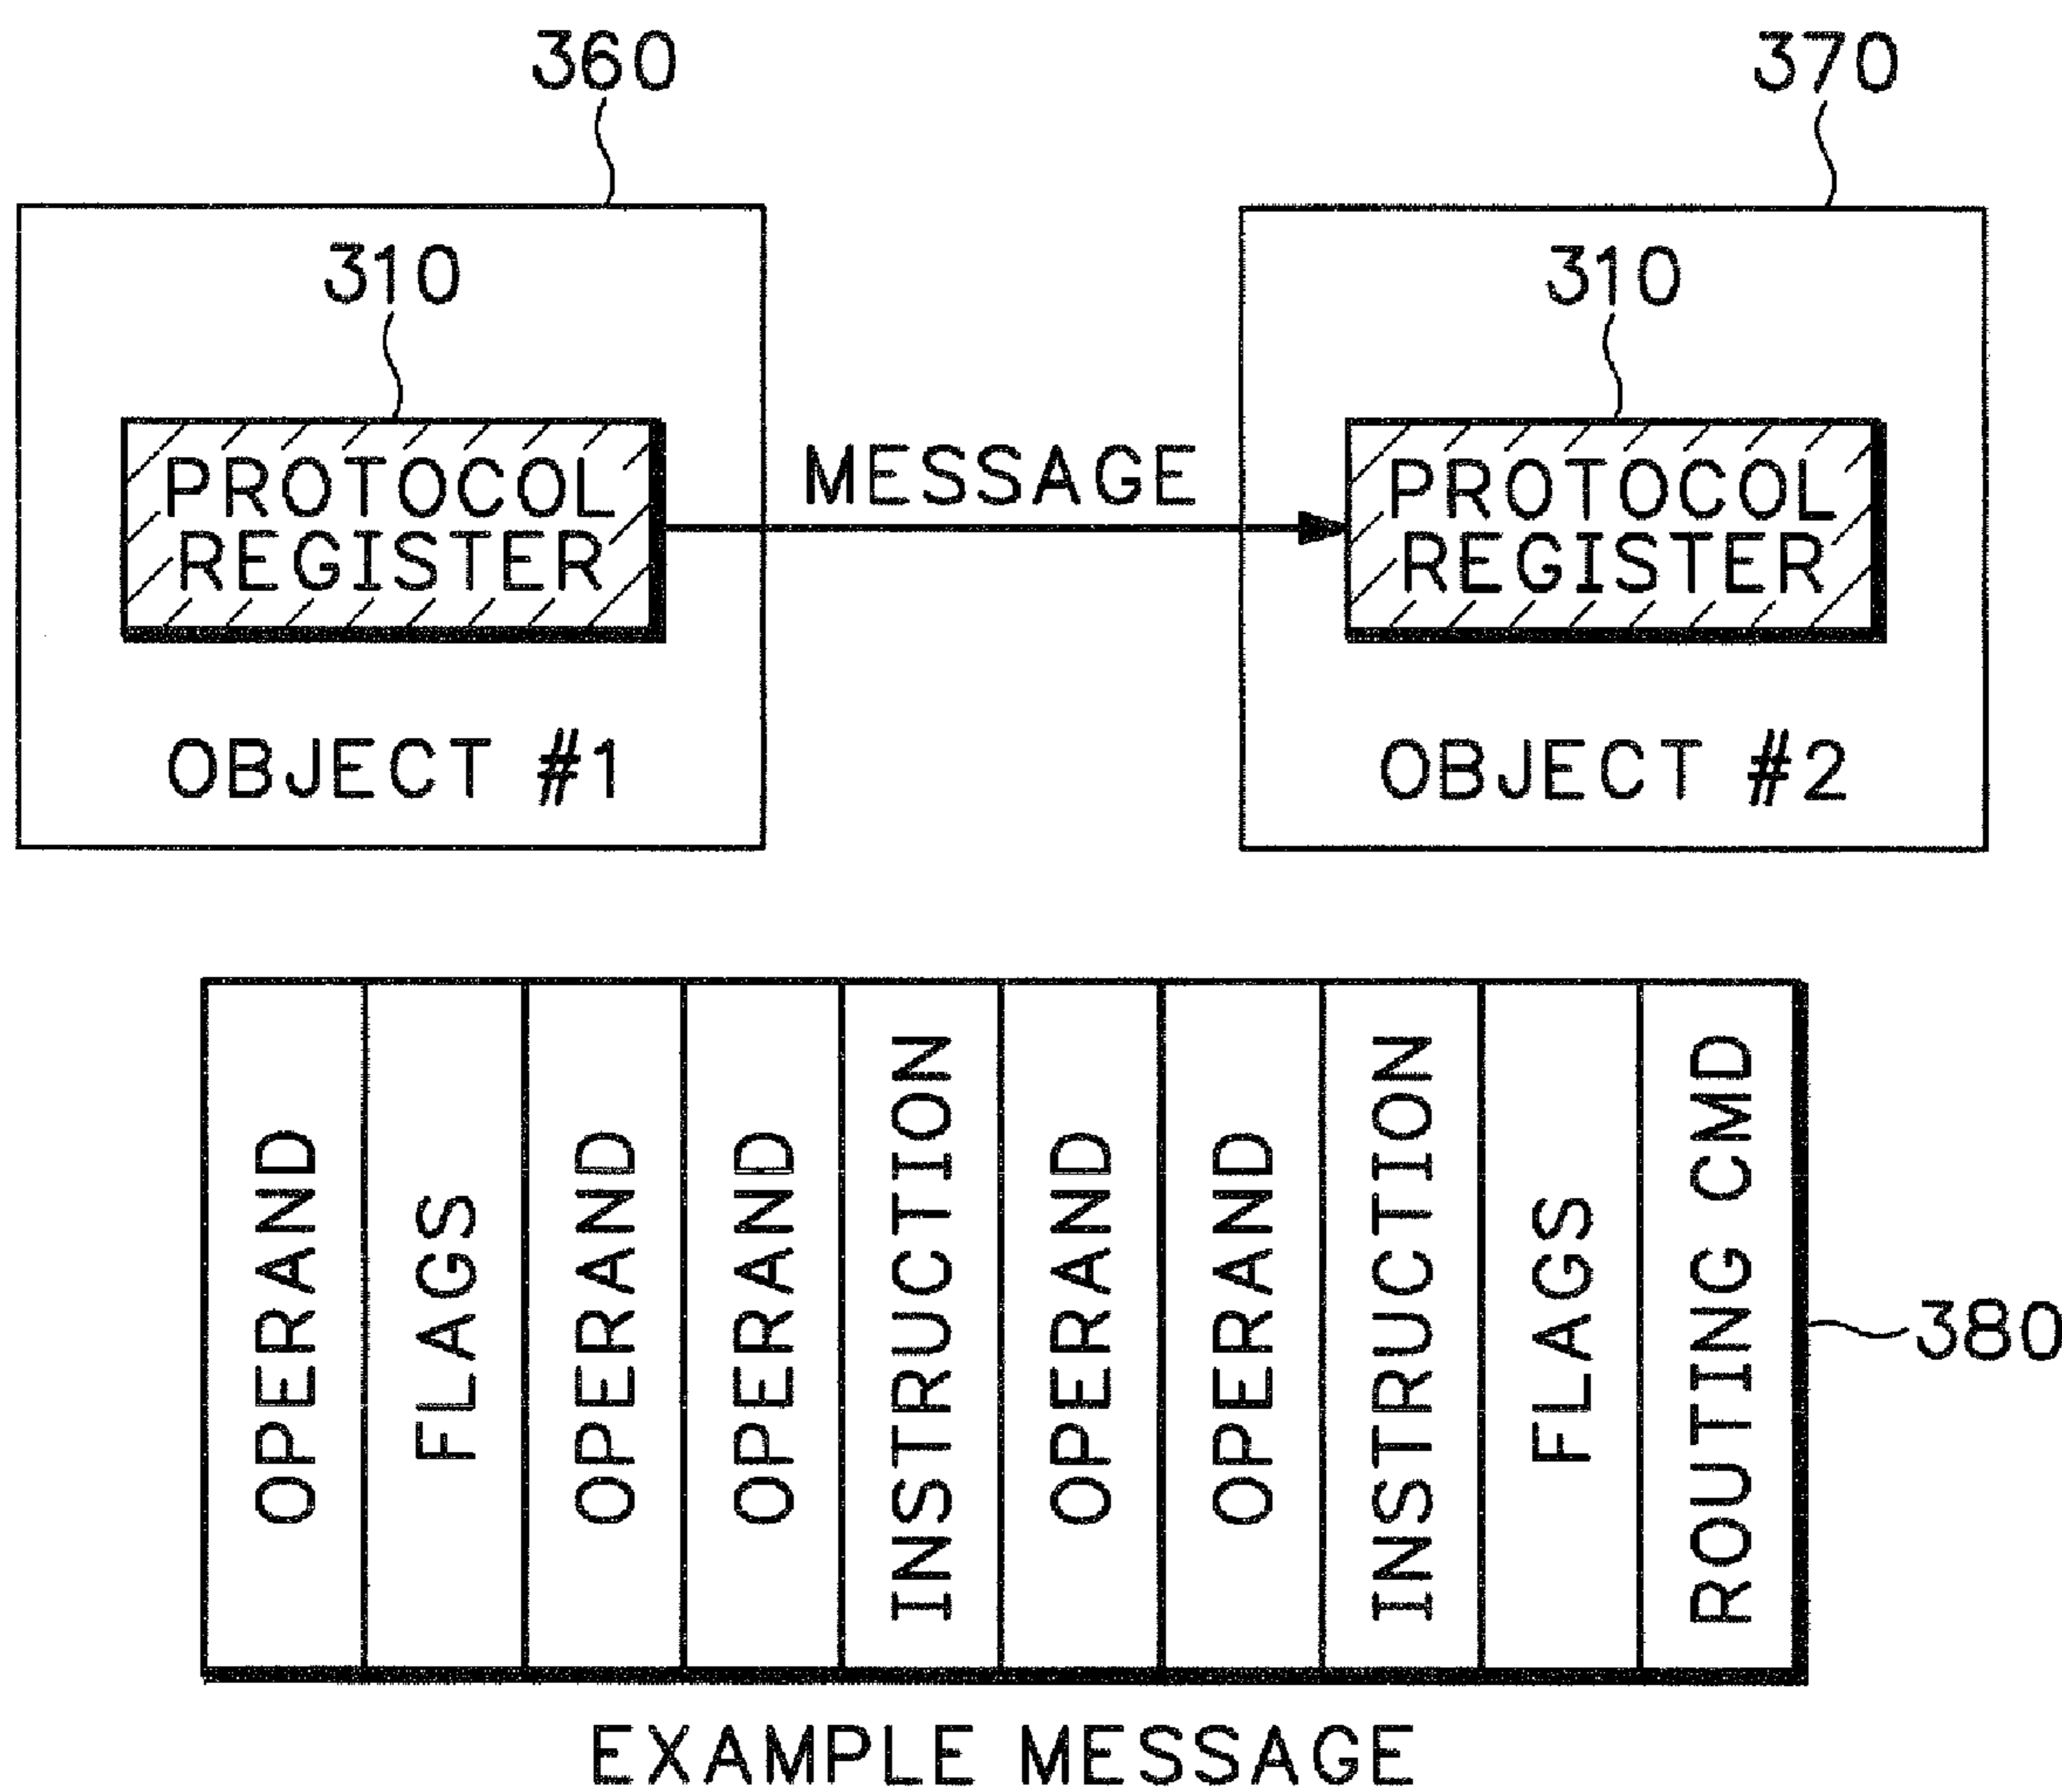 360
370
310
310
PROTOCOL
REGISTER
MESSAGE
PROTOCOL
REGISTER
OBJECT #1
OBJECT #2
OPERAND
FLAGS
OPERAND
OPERAND
INSTRUCTION
OPERAND
OPERAND
INSTRUCTION
FLAGS
ROUTING CMD
380
EXAMPLE MESSAGE